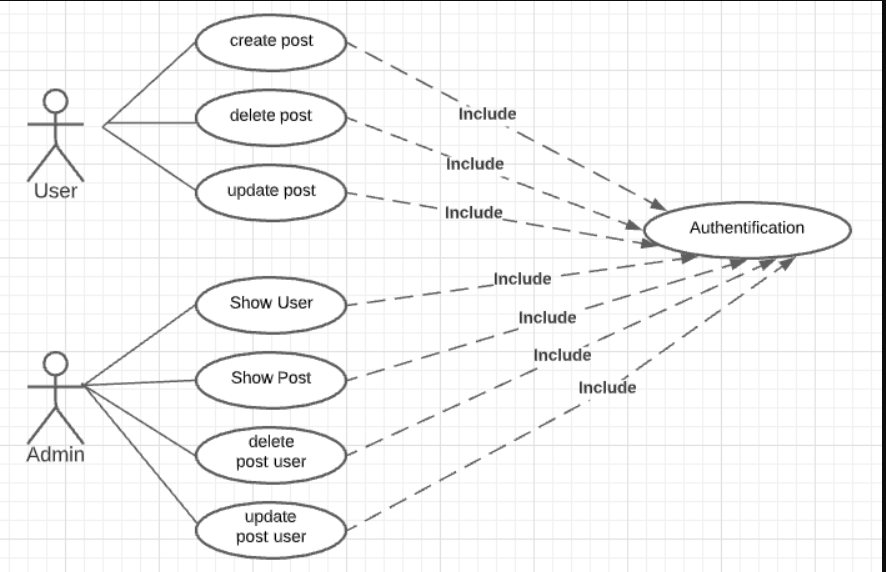 create post
delete post
update post
User
Include
Include
Include
Authentification
Show User
Show Post
delete
post user
update
post user
Admin
Include
Include
Include
Include